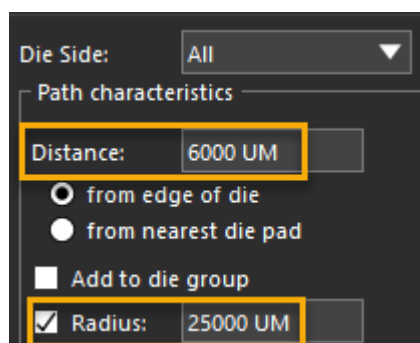 Die Side: All
Path characteristics
Distance: 6000 UM
from edge of die
from nearest die pad
Add to die group
Radius: 25000 UM